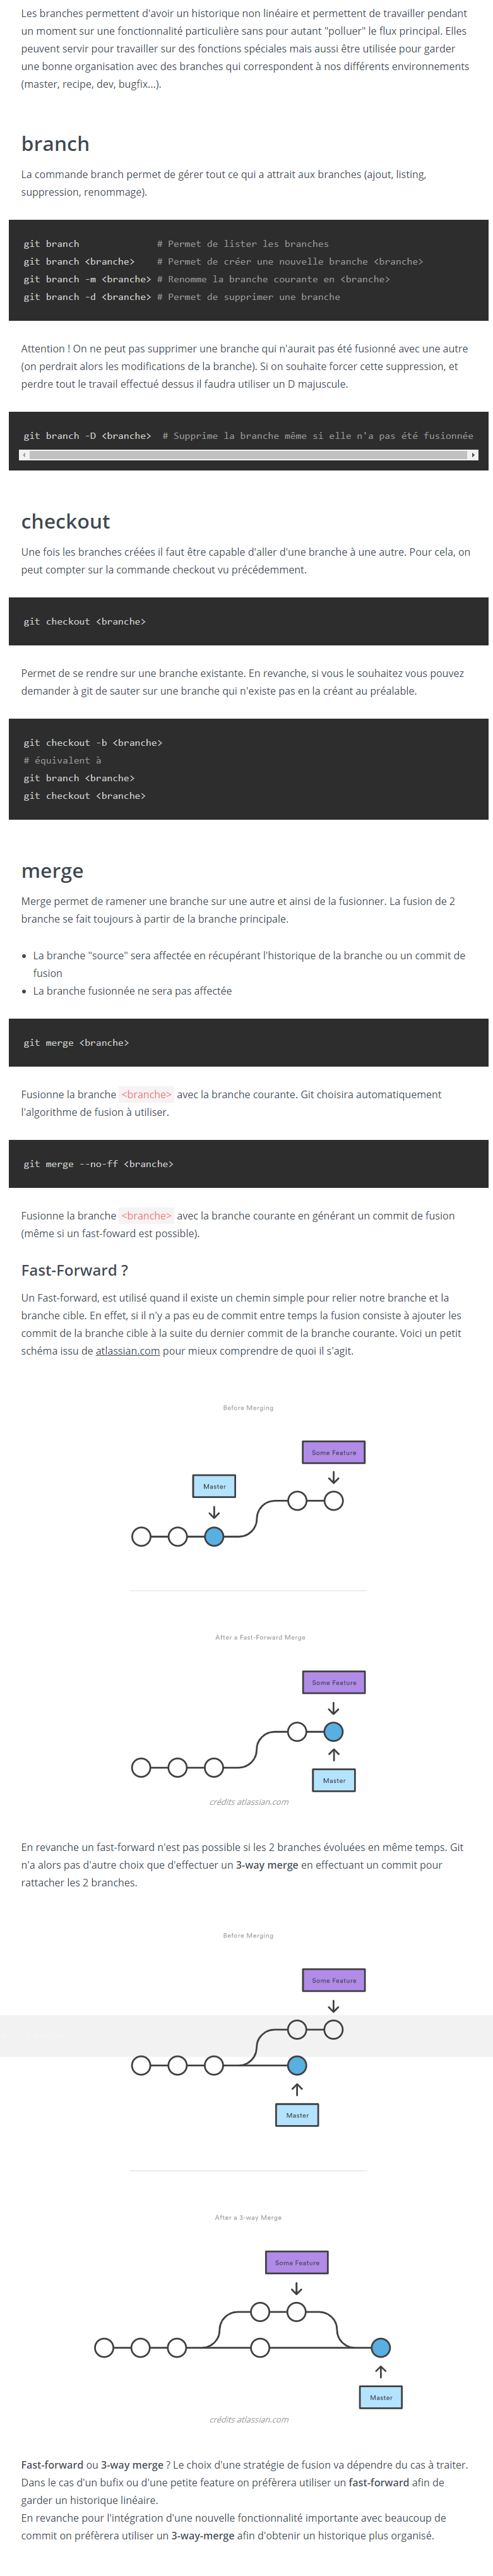 Les branches permettent d'avoir un historique non linéaire et permettent de travailler pendant
un moment sur une fonctionnalité particulière sans pour autant "polluer" le flux principal. Elles
peuvent servir pour travailler sur des fonctions spéciales mais aussi être utilisée pour garder
une bonne organisation avec des branches qui correspondent à nos différents environnements
(master, recipe, dev, bugfix...).
branch
La commande branch permet de gérer tout ce qui a attrait aux branches (ajout, listing,
suppression, renommage).
git branch # Permet de lister les branches
git branch <branche> # Permet de créer une nouvelle branche <branche>
git branch -m <branche> # Renomme la branche courante en <branche>
git branch -d <branche> # Permet de supprimer une branche
Attention ! On ne peut pas supprimer une branche qui n'aurait pas été fusionné avec une autre
(on perdrait alors les modifications de la branche). Si on souhaite forcer cette suppression, et
perdre tout le travail effectué dessus il faudra utiliser un D majuscule.
git branch -D <branche> # Supprime la branche même si elle n'a pas été fusionnée
checkout
Une fois les branches créées il faut être capable d'aller d'une branche à une autre. Pour cela, on
peut compter sur la commande checkout vu précédemment.
git checkout <branche>
Permet de se rendre sur une branche existante. En revanche, si vous le souhaitez vous pouvez
demander à git de sauter sur une branche qui n'existe pas en la créant au préalable.
git checkout -b <branche>
# équivalent à
git branch <branche>
git checkout <branche>
merge
Merge permet de ramener une branche sur une autre et ainsi de la fusionner. La fusion de 2
branche se fait toujours à partir de la branche principale.
• La branche "source" sera affectée en récupérant l'historique de la branche ou un commit de
fusion
• La branche fusionnée ne sera pas affectée
git merge <branche>
Fusionne la branche <branche> avec la branche courante. Git choisira automatiquement
l'algorithme de fusion à utiliser.
git merge --no-ff <branche>
Fusionne la branche <branche> avec la branche courante en générant un commit de fusion
(même si un fast-foward est possible).
Fast-Forward ?
Un Fast-forward, est utilisé quand il existe un chemin simple pour relier notre branche et la
branche cible. En effet, si il n'y a pas eu de commit entre temps la fusion consiste à ajouter les
commit de la branche cible à la suite du dernier commit de la branche courante. Voici un petit
schéma issu de atlassian.com pour mieux comprendre de quoi il s'agit.
Before Merging
Some Feature
Master
After a Fast-Forward Merge
Some Feature
Master
crédits atlassian.com
En revanche un fast-forward n'est pas possible si les 2 branches évoluées en même temps. Git
n'a alors pas d'autre choix que d'effectuer un 3-way merge en effectuant un commit pour
rattacher les 2 branches.
Before Merging
Some Feature
Master
After a 3-way Merge
Some Feature
Master
crédits atlassian.com
Fast-forward ou 3-way merge ? Le choix d'une stratégie de fusion va dépendre du cas à traiter.
Dans le cas d'un bufix ou d'une petite feature on préfèrera utiliser un fast-forward afin de
garder un historique linéaire.
En revanche pour l'intégration d'une nouvelle fonctionnalité importante avec beaucoup de
commit on préfèrera utiliser un 3-way-merge afin d'obtenir un historique plus organisé.